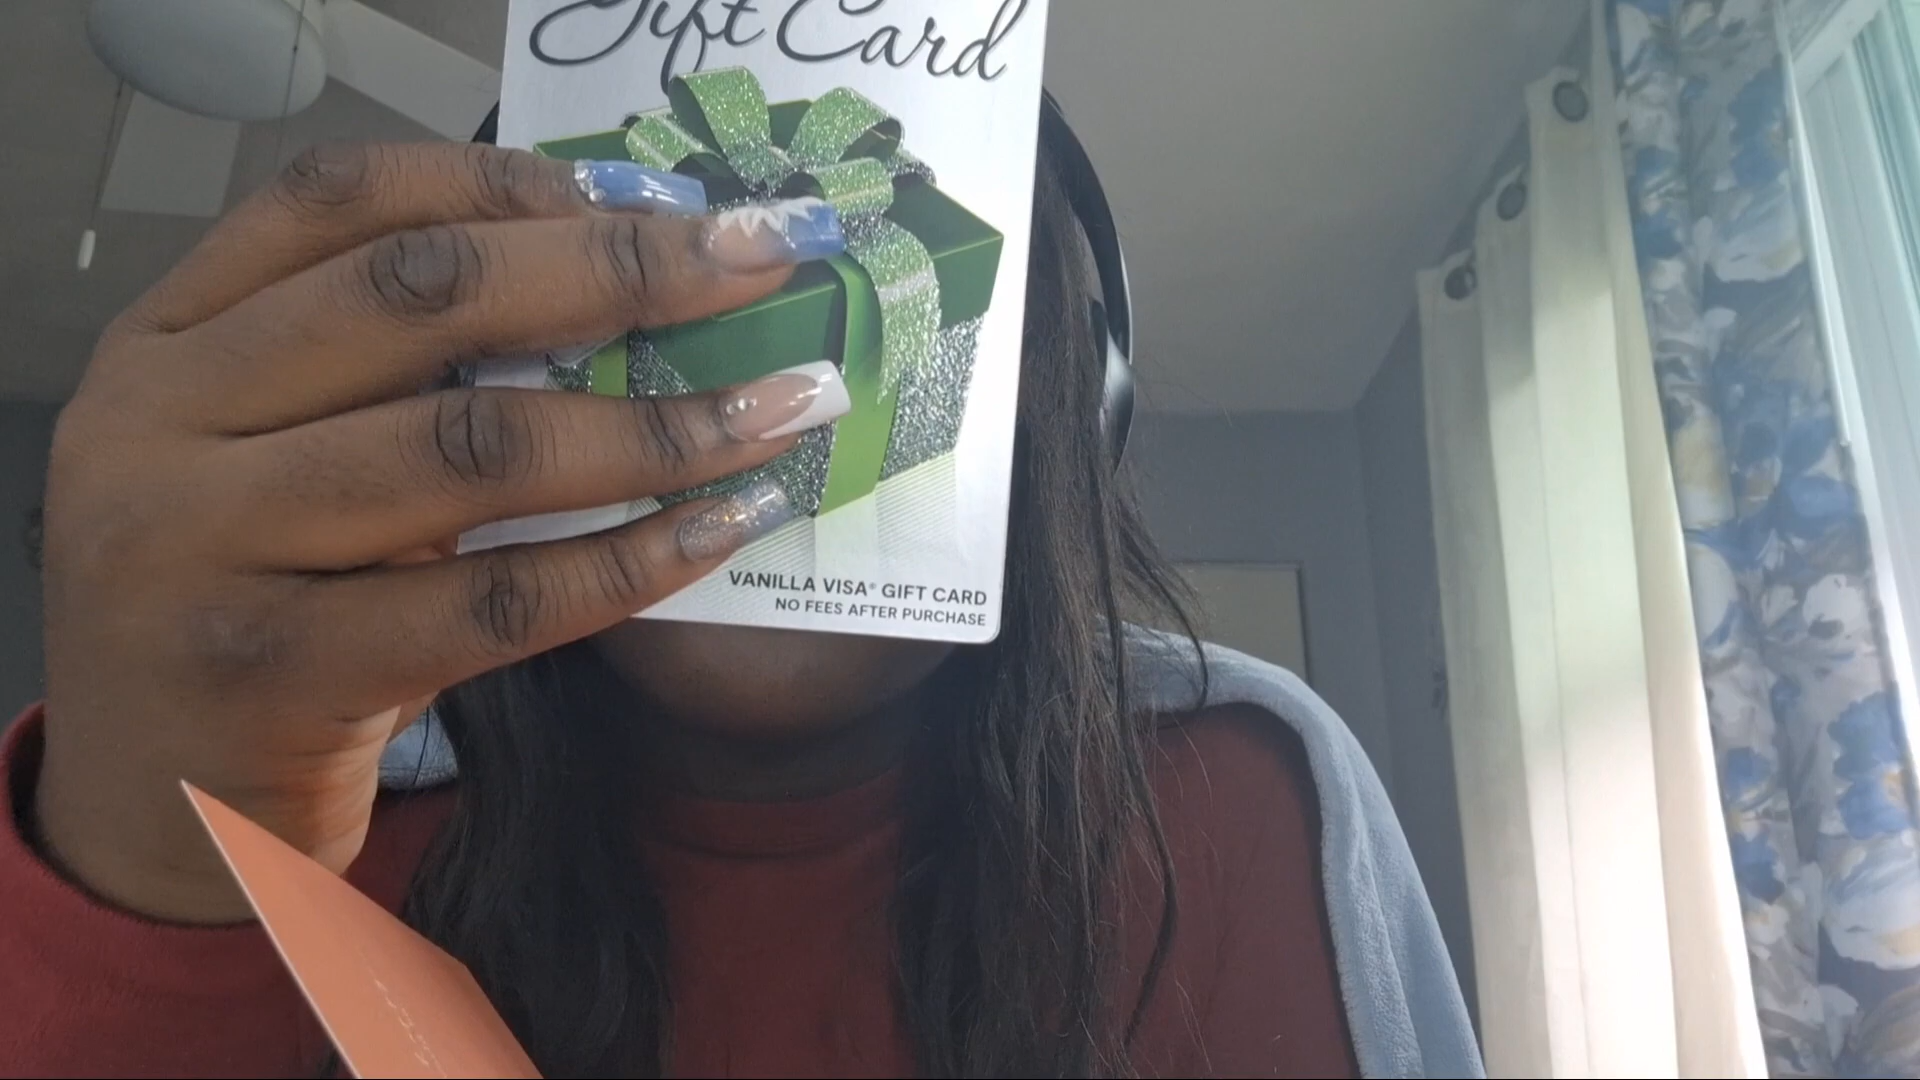 Gift Card
VANILLA VISA® GIFT CARD
NO FEES AFTER PURCHASE